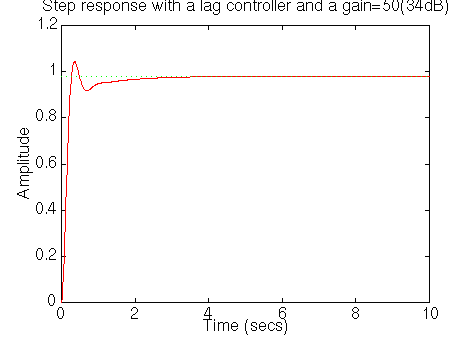 Step response with a lag controller and a gain=50(34dB)
1.2
1
0.8
0.6
0.4
0.2
0
Amplitude
0 2 4 6 8 10
Time (secs)